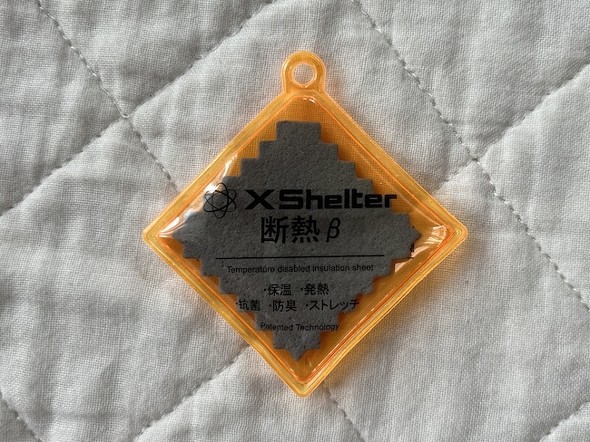 XShelter
断熱β
Temperature disabled insulation sheet
・保温 ・発熱
・抗菌 ・防臭 ・ストレッチ
Patented Technology